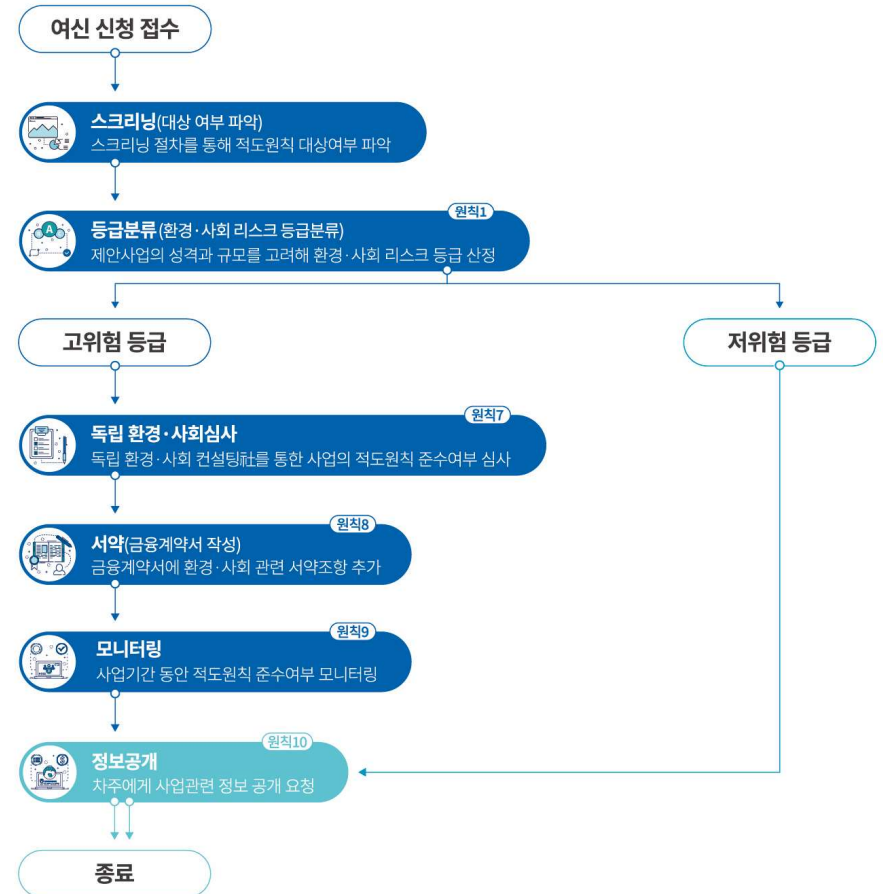 여신 신청 접수
스크리닝(대상 여부 파악)
스크리닝 절차를 통해 적도원칙 대상여부 파악
원칙1
등급분류(환경·사회 리스크 등급분류)
제안사업의 성격과 규모를 고려해 환경·사회 리스크 등급 산정
고위험 등급
저위험 등급
원칙7
독립 환경·사회심사
독립 환경·사회 컨설팅社를 통한 사업의 적도원칙 준수여부 심사
원칙8
서약(금융계약서 작성)
금융계약서에 환경·사회 관련 서약조항 추가
원칙9
모니터링
사업기간 동안 적도원칙 준수여부 모니터링
원칙10
정보공개
차주에게 사업관련 정보 공개 요청
종료